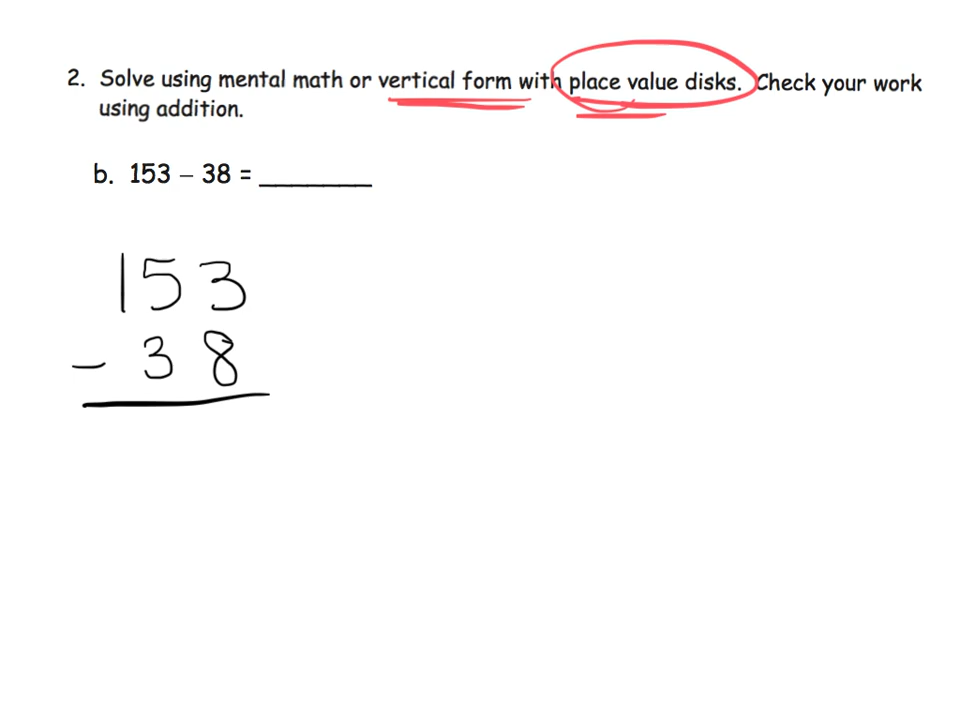 2. Solve using mental math or vertical form with place value disks. Check your work
using addition.
b. 153 – 38 = _______
153
– 38